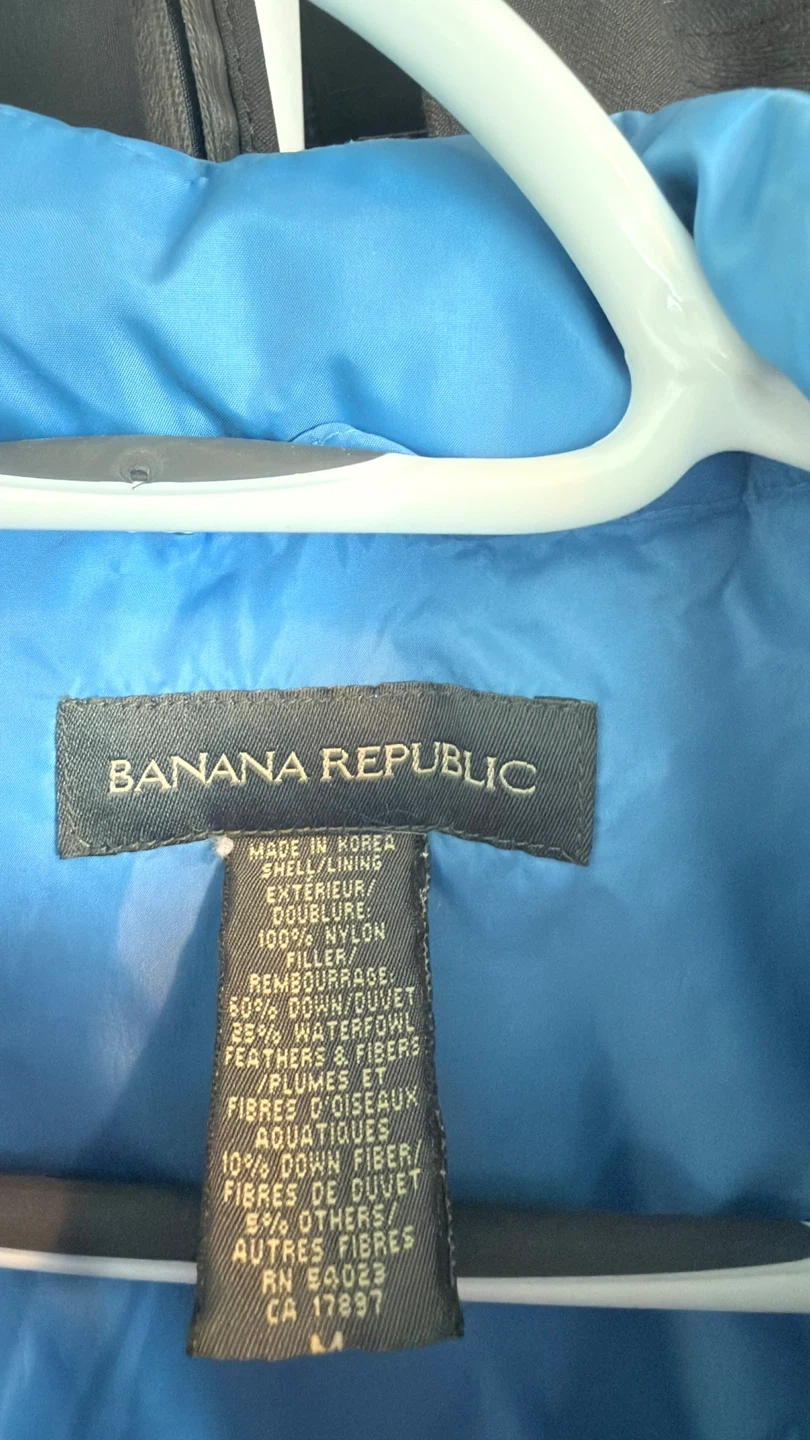 BANANA REPUBLIC
MADE IN KOREA
SHELL/LINING
EXTÉRIEUR/
DOUBLURE:
100% NYLON
FILLER/
REMBOURRAGE:
60% DOWN/DUVET
25% WATERFOWL
FEATHERS & FIBERS
/PLUMES ET
FIBRES D'OISEAUX
AQUATIQUES
10% DOWN FIBER/
FIBRES DE DUVET
5% OTHERS/
AUTRES FIBRES
RN 54023
CA 17897
M